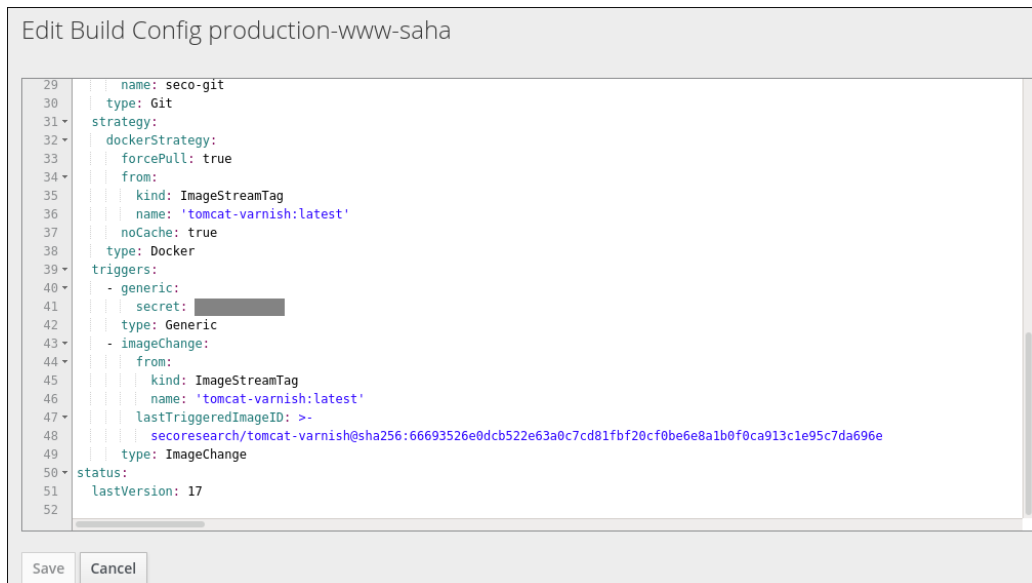 Edit Build Config production-www-saha
29 name: seco-git
30 type: Git
31 strategy:
32 dockerStrategy:
33 forcePull: true
34 from:
35 kind: ImageStreamTag
36 name: 'tomcat-varnish:latest'
37 noCache: true
38 type: Docker
39 triggers:
40 - generic:
41 secret:
42 type: Generic
43 - imageChange:
44 from:
45 kind: ImageStreamTag
46 name: 'tomcat-varnish:latest'
47 lastTriggeredImageID: >-
48 secoresearch/tomcat-varnish@sha256:66693526e0dcb522e63a0c7cd81fbf20cf0be6e8a1b0f0ca913c1e95c7da696e
49 type: ImageChange
50 status:
51 lastVersion: 17
52
Save Cancel